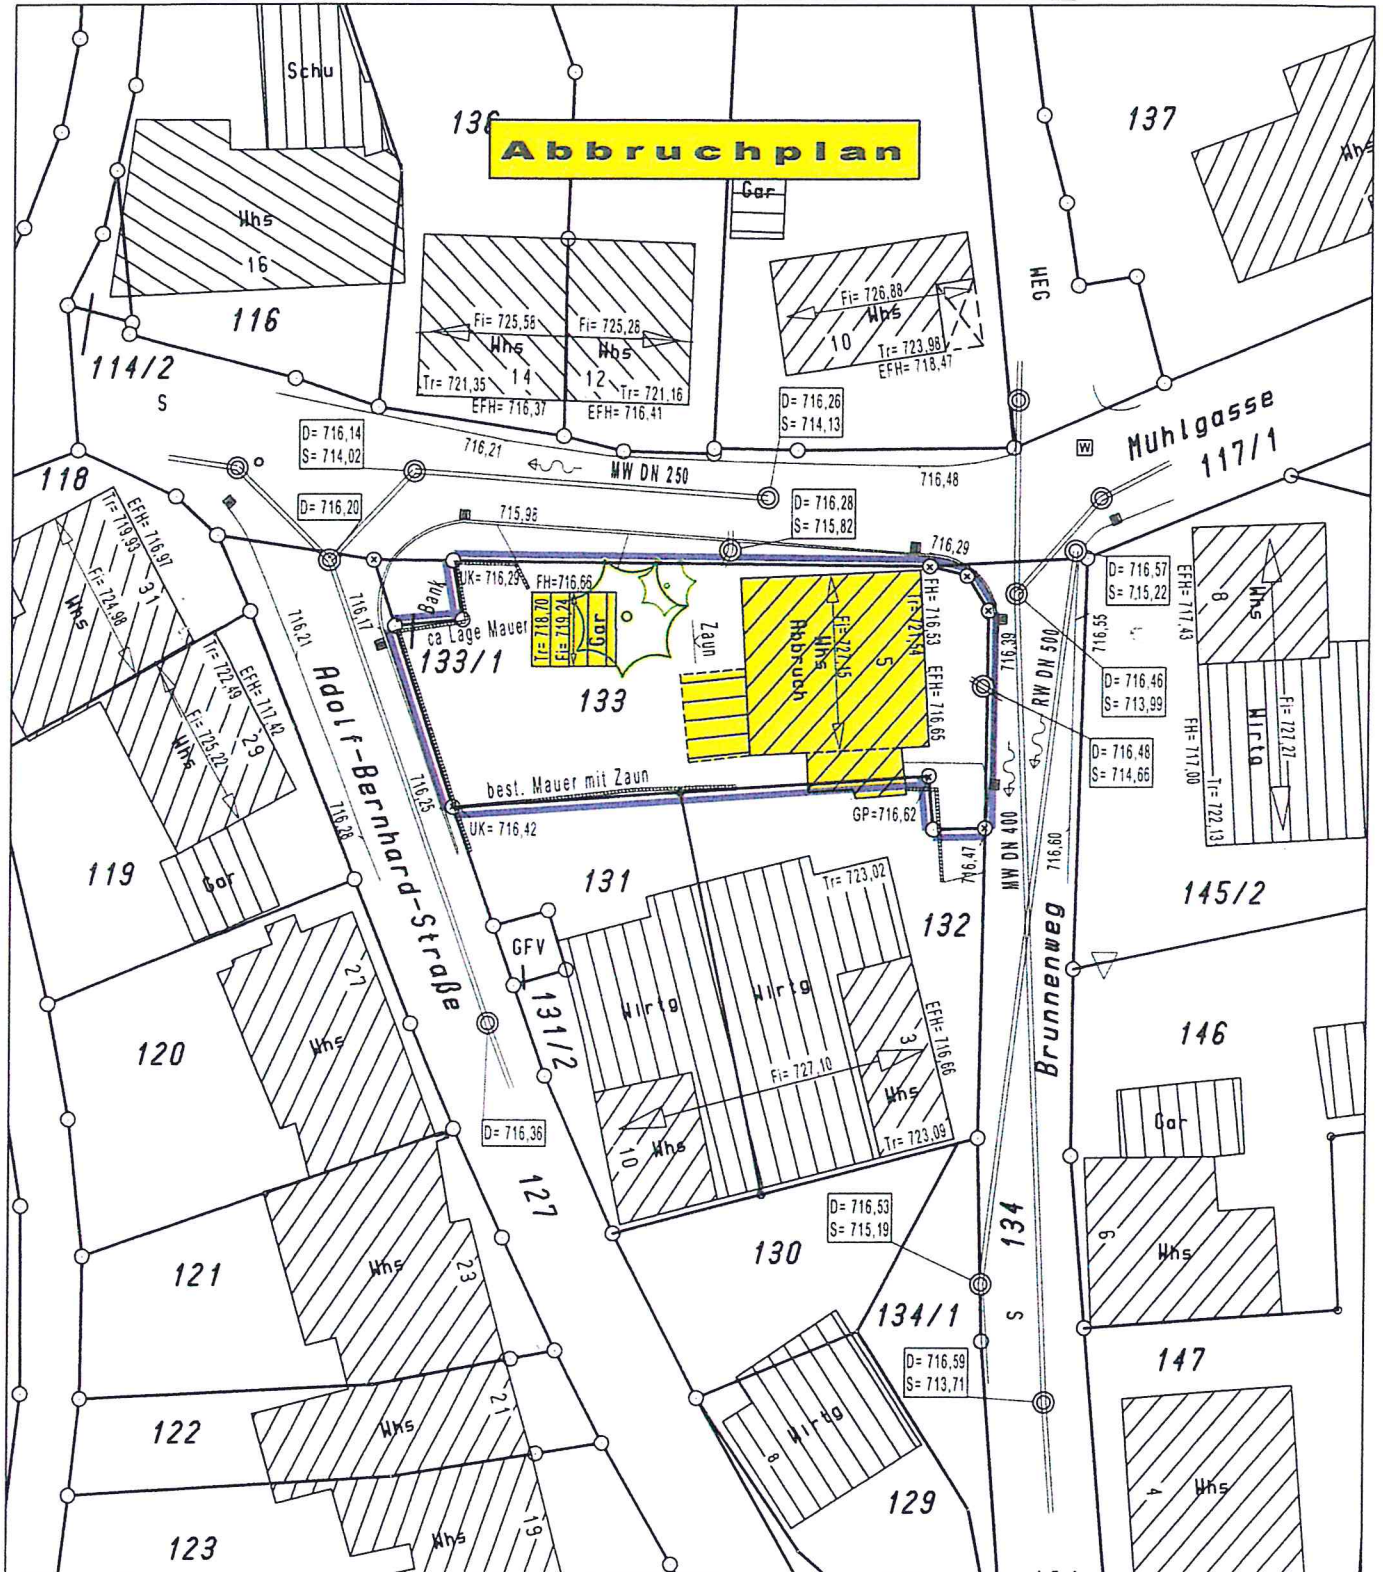 Schu
136
137
Abbruchplan
Gar
Whs
Whs
16
116
114/2
S
WEG
Fi= 725,58
Fi= 725,28
Whs
Whs
14
12
Tr= 721,35
Tr= 721,16
EFH= 716,37
EFH= 716,41
Fi= 726,88
Whs
10
Tr= 723,98
EFH= 718,47
D= 716,26
S= 714,13
D= 716,14
S= 714,02
716,21
MW DN 250
716,48
W
Muhlgasse
117/1
118
D= 716,20
715,98
D= 716,28
S= 715,82
716,29
D= 716,57
S= 715,22
EFH= 716,97
Tr= 719,93
Fi= 724,98
Whs
31
716,21
716,17
Bank
UK= 716,29
FH=716,66
Tr= 718,70
Fi= 719,24
Gar
ca Lage Mauer
133/1
133
Zaun
Abbruch
Whs
5
FH= 716,53
EFH= 716,65
716,39
RW DN 500
716,55
EFH= 717,43
8
Whs
D= 716,46
S= 713,99
D= 716,48
S= 714,66
Wirtg
Fi= 727,27
FH= 717,00
Tr= 722,13
Tr= 722,49
EFH= 717,42
Fi= 725,22
Whs
29
Adolf-Bernhard-Straße
716,25
716,28
best. Mauer mit Zaun
UK= 716,42
GP=716,62
716,47
MW DN 400
716,60
119
Gar
131
Tr= 723,02
132
145/2
GFV
131/2
Wirtg
Wirtg
Brunnenweg
27
Whs
120
EFH= 716,66
3
Fi= 727,10
Whs
Tr= 723,09
146
Gar
D= 716,36
10
Whs
127
D= 716,53
S= 715,19
134
S
130
6
Whs
121
Whs
23
134/1
D= 716,59
S= 713,71
147
122
Whs
21
Wirtg
8
129
4
Whs
123
Whs
19